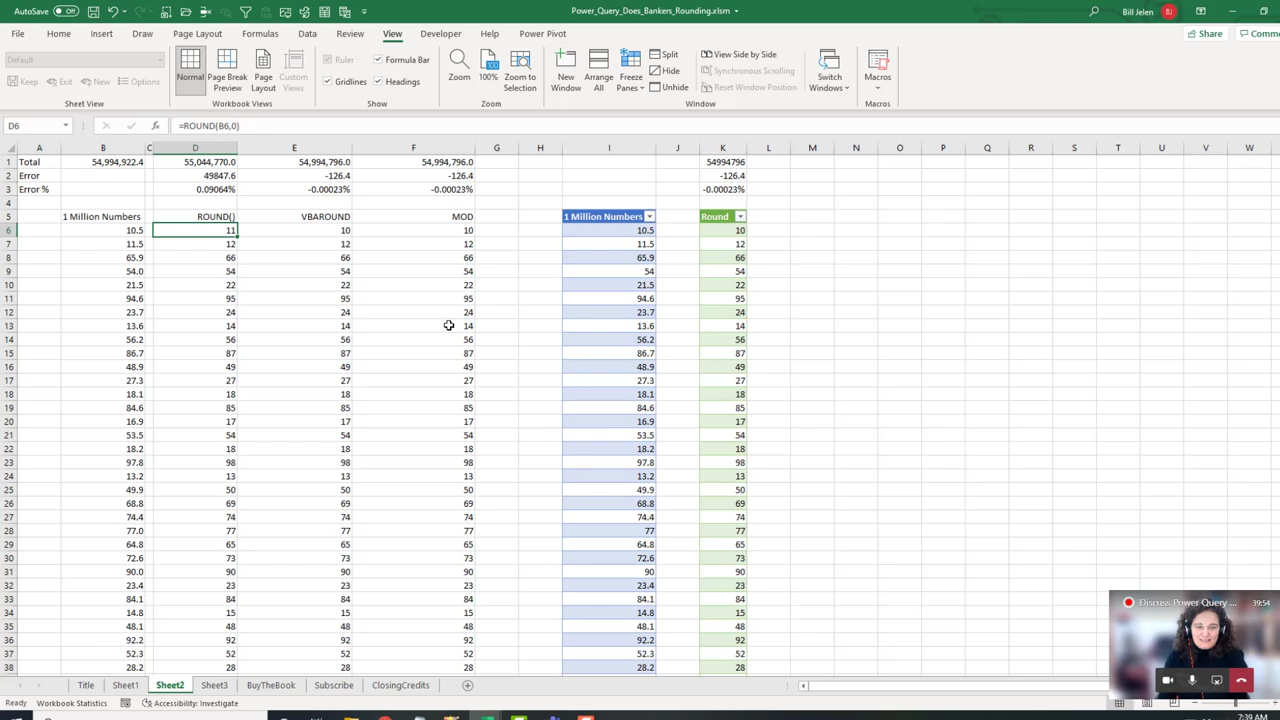 AutoSave Off Power_Query_Does_Bankers_Rounding.xlsm Bill Jelen BJ
File Home Insert Draw Page Layout Formulas Data Review View Developer Help Power Pivot Share Comme
Default
Keep Exit New Options
Sheet View
Normal Page Break Preview Page Layout Custom Views
Workbook Views
Ruler Formula Bar
Gridlines Headings
Show
Zoom 100% Zoom to Selection
Zoom
New Window Arrange All Freeze Panes
Split View Side by Side
Hide Synchronous Scrolling
Unhide Reset Window Position
Window
Switch Windows
Macros
Macros
D6 =ROUND(B6,0)
A B C D E F G H I J K L M N O P Q R S T U V W
1 Total 54,994,922.4 55,044,770.0 54,994,796.0 54,994,796.0 54994796
2 Error 49847.6 -126.4 -126.4 -126.4
3 Error % 0.09064% -0.00023% -0.00023% -0.00023%
4
5 1 Million Numbers ROUND() VBAROUND MOD 1 Million Numbers Round
6 10.5 11 10 10 10.5 10
7 11.5 12 12 12 11.5 12
8 65.9 66 66 66 65.9 66
9 54.0 54 54 54 54 54
10 21.5 22 22 22 21.5 22
11 94.6 95 95 95 94.6 95
12 23.7 24 24 24 23.7 24
13 13.6 14 14 14 13.6 14
14 56.2 56 56 56 56.2 56
15 86.7 87 87 87 86.7 87
16 48.9 49 49 49 48.9 49
17 27.3 27 27 27 27.3 27
18 18.1 18 18 18 18.1 18
19 84.6 85 85 85 84.6 85
20 16.9 17 17 17 16.9 17
21 53.5 54 54 54 53.5 54
22 18.2 18 18 18 18.2 18
23 97.8 98 98 98 97.8 98
24 13.2 13 13 13 13.2 13
25 49.9 50 50 50 49.9 50
26 68.8 69 69 69 68.8 69
27 74.4 74 74 74 74.4 74
28 77.0 77 77 77 77 77
29 64.8 65 65 65 64.8 65
30 72.6 73 73 73 72.6 73
31 90.0 90 90 90 90 90
32 23.4 23 23 23 23.4 23
33 84.1 84 84 84 84.1 84
34 14.8 15 15 15 14.8 15
35 48.1 48 48 48 48.1 48
36 92.2 92 92 92 92.2 92
37 52.3 52 52 52 52.3 52
38 28.2 28 28 28 28.2 28
Discuss Power Query ... 39:54
Title Sheet1 Sheet2 Sheet3 BuyTheBook Subscribe ClosingCredits
Ready Workbook Statistics Accessibility: Investigate
7:39 AM